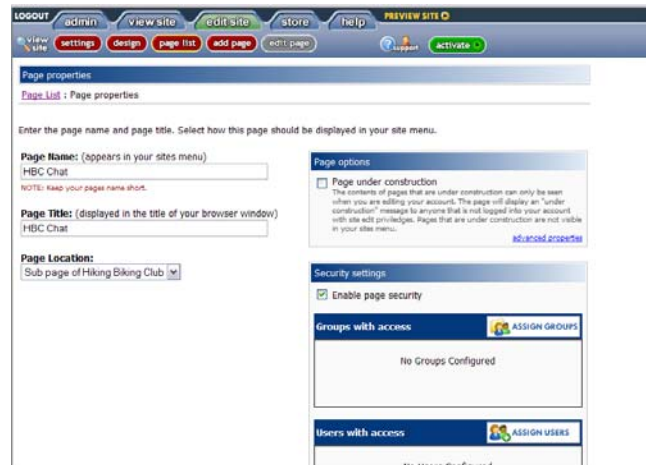 LOGOUT
admin
view site
edit site
store
help
PREVIEW SITE
view site
settings
design
page list
add page
edit page
support
activate
Page properties
Page List : Page properties
Enter the page name and page title. Select how this page should be displayed in your site menu.
Page Name: (appears in your sites menu)
HBC Chat
NOTE: Keep your pages name short.
Page Title: (displayed in the title of your browser window)
HBC Chat
Page Location:
Sub page of Hiking Biking Club
Page options
Page under construction
The contents of pages that are under construction can only be seen
when you are editing your account. The page will display an "under
construction" message to anyone that is not logged into your account
with site edit priviledges. Pages that are under construction are not visible
in your sites menu.
advanced properties
Security settings
Enable page security
Groups with access
ASSIGN GROUPS
No Groups Configured
Users with access
ASSIGN USERS
No Users Configured